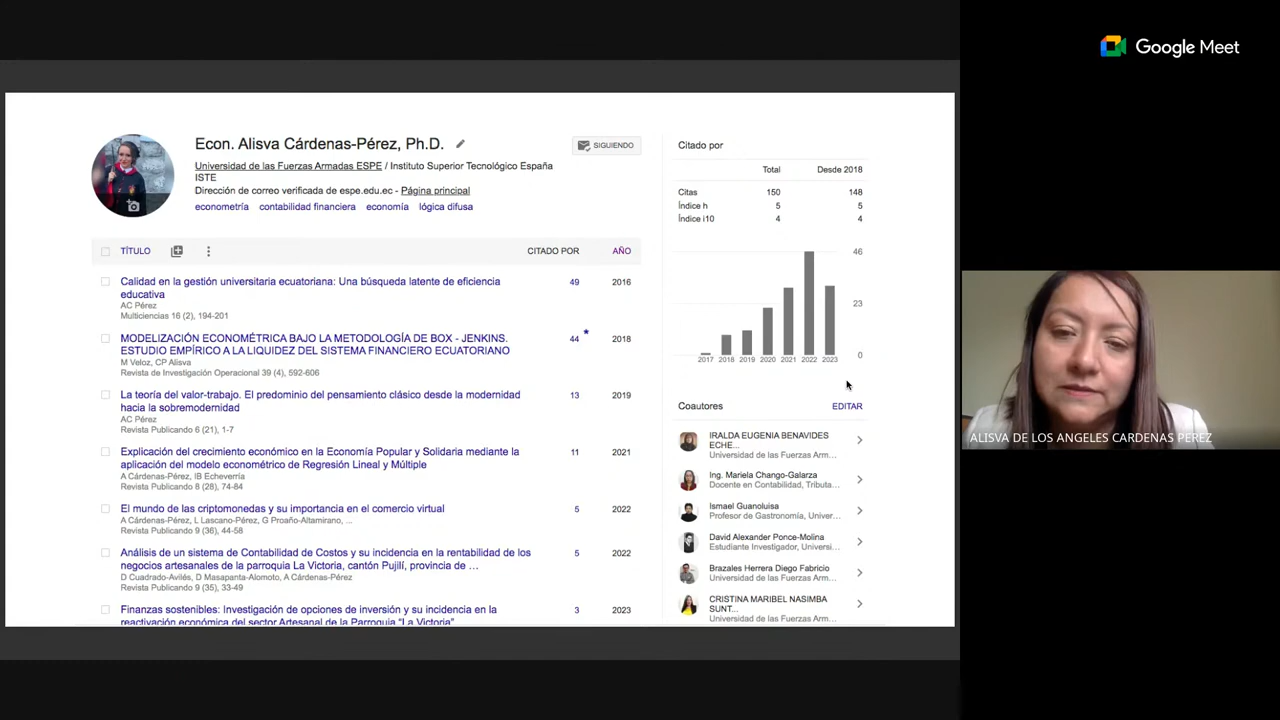 Google Meet
Econ. Alisva Cárdenas-Pérez, Ph.D.
SIGUIENDO
Universidad de las Fuerzas Armadas ESPE / Instituto Superior Tecnológico España
ISTE
Dirección de correo verificada de espe.edu.ec - Página principal
econometría contabilidad financiera economía lógica difusa
TÍTULO CITADO POR AÑO
Calidad en la gestión universitaria ecuatoriana: Una búsqueda latente de eficiencia 49 2016
educativa
AC Pérez
Multiciencias 16 (2), 194-201
MODELIZACIÓN ECONOMÉTRICA BAJO LA METODOLOGÍA DE BOX - JENKINS. 44 * 2018
ESTUDIO EMPÍRICO A LA LIQUIDEZ DEL SISTEMA FINANCIERO ECUATORIANO
M Veloz, CP Alisva
Revista de Investigación Operacional 39 (4), 592-606
La teoría del valor-trabajo. El predominio del pensamiento clásico desde la modernidad 13 2019
hacia la sobremodernidad
AC Pérez
Revista Publicando 6 (21), 1-7
Explicación del crecimiento económico en la Economía Popular y Solidaria mediante la 11 2021
aplicación del modelo econométrico de Regresión Lineal y Múltiple
A Cárdenas-Pérez, IB Echeverría
Revista Publicando 8 (28), 74-84
El mundo de las criptomonedas y su importancia en el comercio virtual 5 2022
A Cárdenas-Pérez, L Lascano-Pérez, G Proaño-Altamirano, ...
Revista Publicando 9 (36), 44-58
Análisis de un sistema de Contabilidad de Costos y su incidencia en la rentabilidad de los 5 2022
negocios artesanales de la parroquia La Victoria, cantón Pujilí, provincia de ...
D Cuadrado-Avilés, D Masapanta-Alomoto, A Cárdenas-Pérez
Revista Publicando 9 (35), 33-49
Finanzas sostenibles: Investigación de opciones de inversión y su incidencia en la 3 2023
reactivación económica del sector Artesanal de la Parroquia "La Victoria"
Citado por
Total Desde 2018
Citas 150 148
Índice h 5 5
Índice i10 4 4
46
23
0
2017 2018 2019 2020 2021 2022 2023
Coautores EDITAR
IRALDA EUGENIA BENAVIDES
ECHE...
Universidad de las Fuerzas Arm...
Ing. Mariela Chango-Galarza
Docente en Contabilidad, Tributa...
Ismael Guanoluisa
Profesor de Gastronomía, Univer...
David Alexander Ponce-Molina
Estudiante Investigador, Universi...
Brazales Herrera Diego Fabricio
Universidad de las Fuerzas Arm...
CRISTINA MARIBEL NASIMBA
SUNT...
Universidad de las Fuerzas Arm...
ALISVA DE LOS ANGELES CARDENAS PEREZ